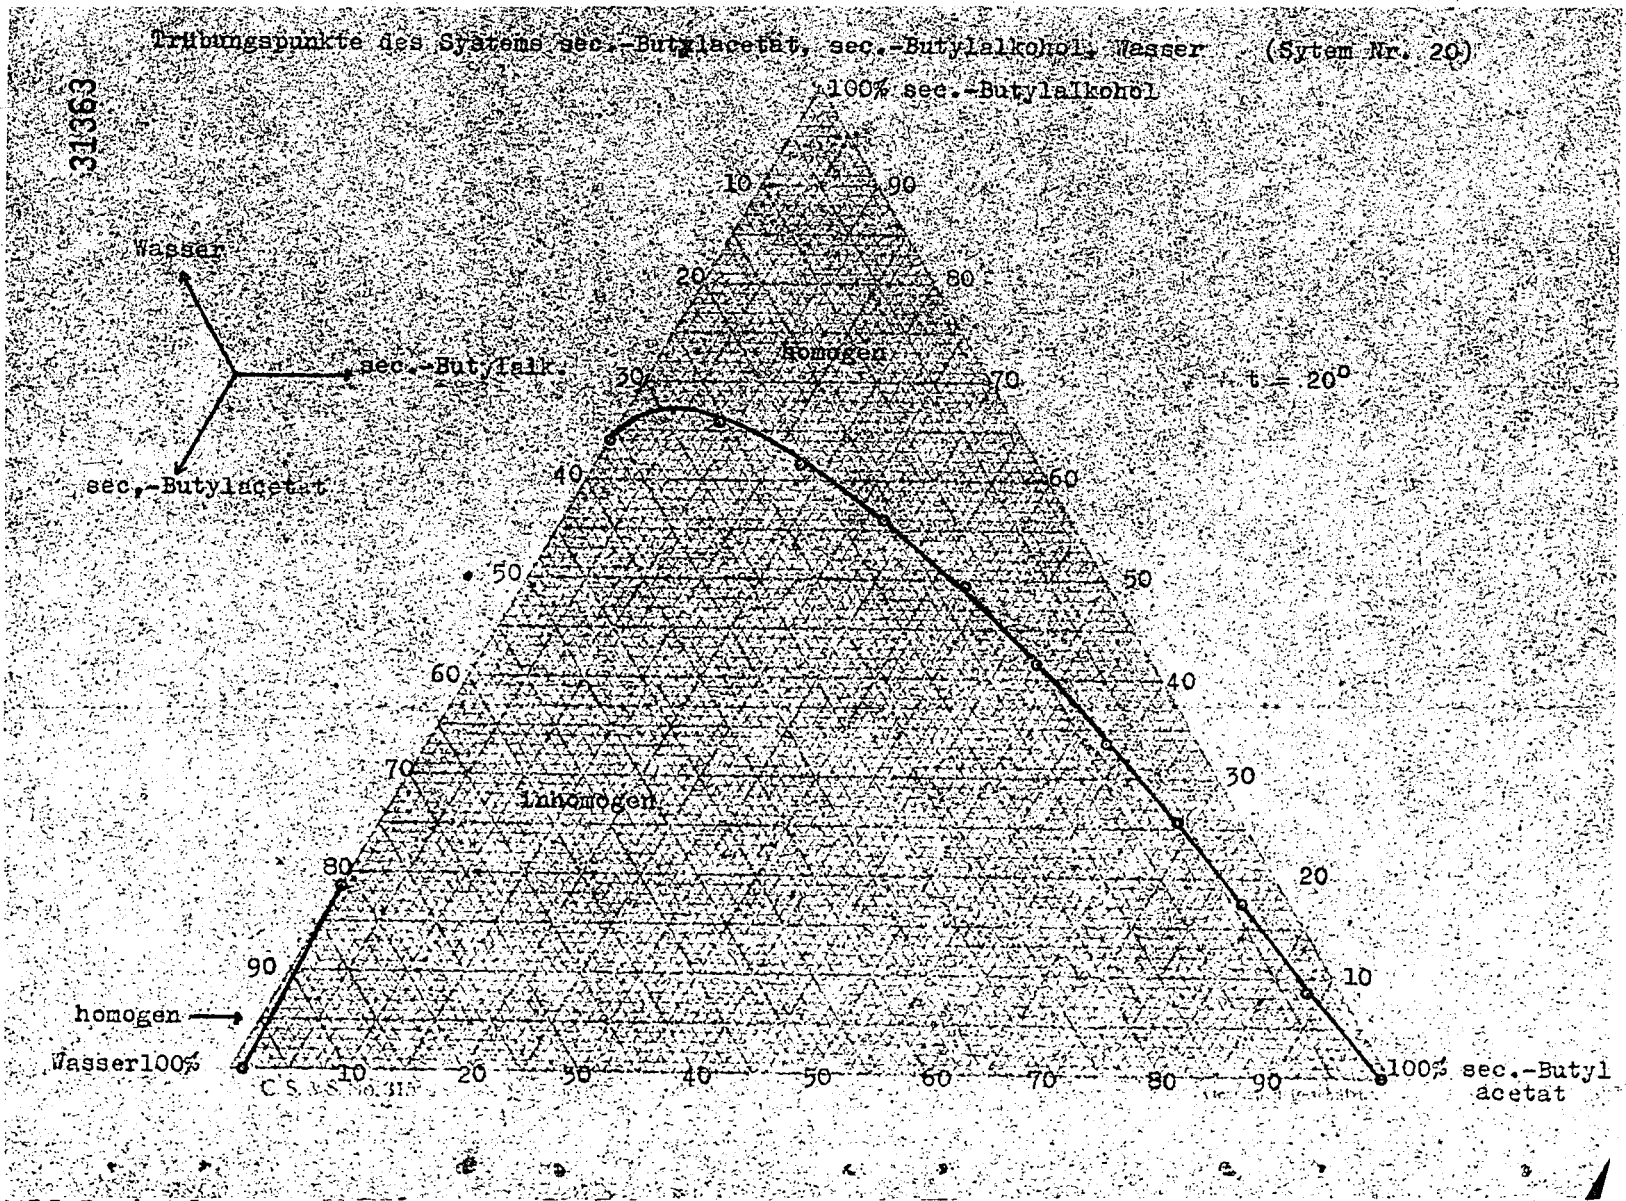 Trübungspunkte des Systems sec.-Butylacetat, sec.-Butylalkohol, Wasser (Sytem Nr. 20)
31363
100% sec.-Butylalkohol
10 90
Wasser
20 80
homogen
sec.-Butylalk.
30 70
t = 20°
40 60
sec.-Butylacetat
50 50
60 40
70 30
inhomogen
80 20
90 10
homogen
Wasser 100%
10 20 30 40 50 60 70 80 90
100% sec.-Butyl
acetat